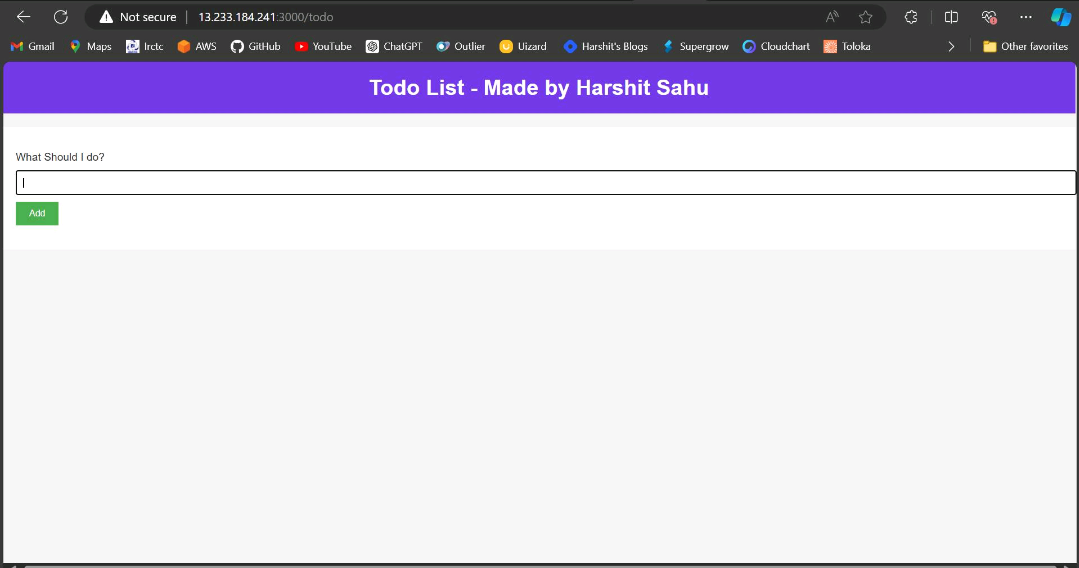 Not secure 13.233.184.241:3000/todo A
Gmail Maps Irctc AWS GitHub YouTube ChatGPT Outlier Uizard Harshit's Blogs Supergrow Cloudchart Toloka Other favorites
Todo List - Made by Harshit Sahu
What Should I do?
Add